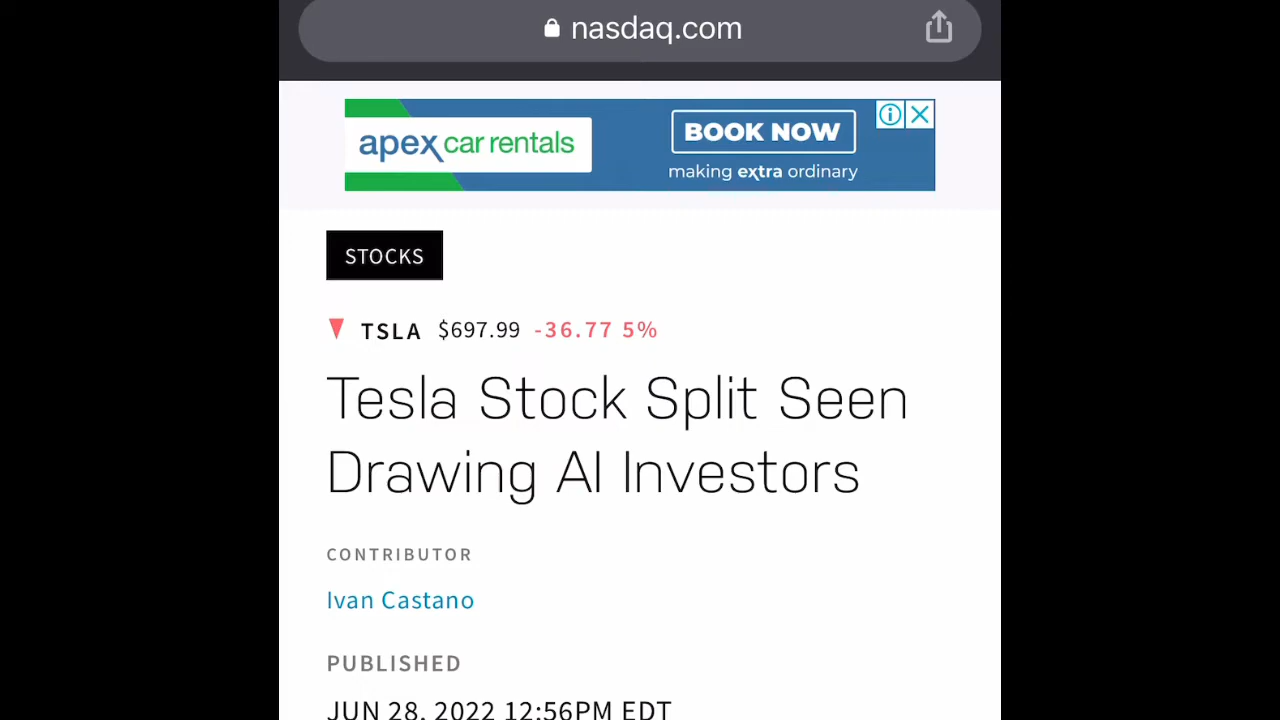 nasdaq.com
apex car rentals
BOOK NOW
making extra ordinary
STOCKS
TSLA $697.99 -36.77 5%
Tesla Stock Split Seen
Drawing AI Investors
CONTRIBUTOR
Ivan Castano
PUBLISHED
JUN 28, 2022 12:56PM EDT